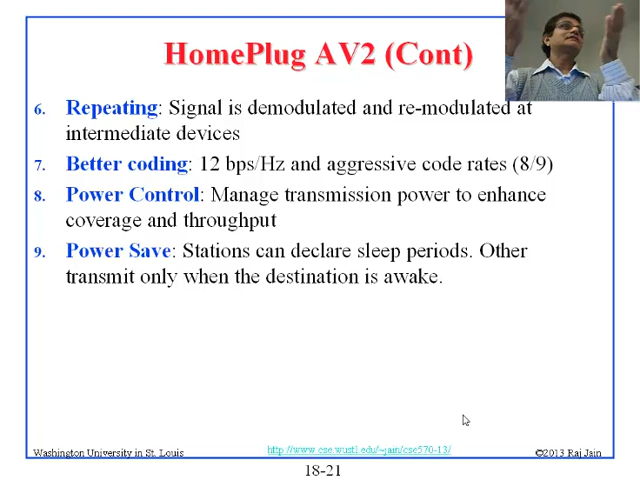 HomePlug AV2 (Cont)
6. Repeating: Signal is demodulated and re-modulated at
intermediate devices
7. Better coding: 12 bps/Hz and aggressive code rates (8/9)
8. Power Control: Manage transmission power to enhance
coverage and throughput
9. Power Save: Stations can declare sleep periods. Other
transmit only when the destination is awake.
Washington University in St. Louis
http://www.cse.wustl.edu/~jain/cse570-13/
©2013 Raj Jain
18-21